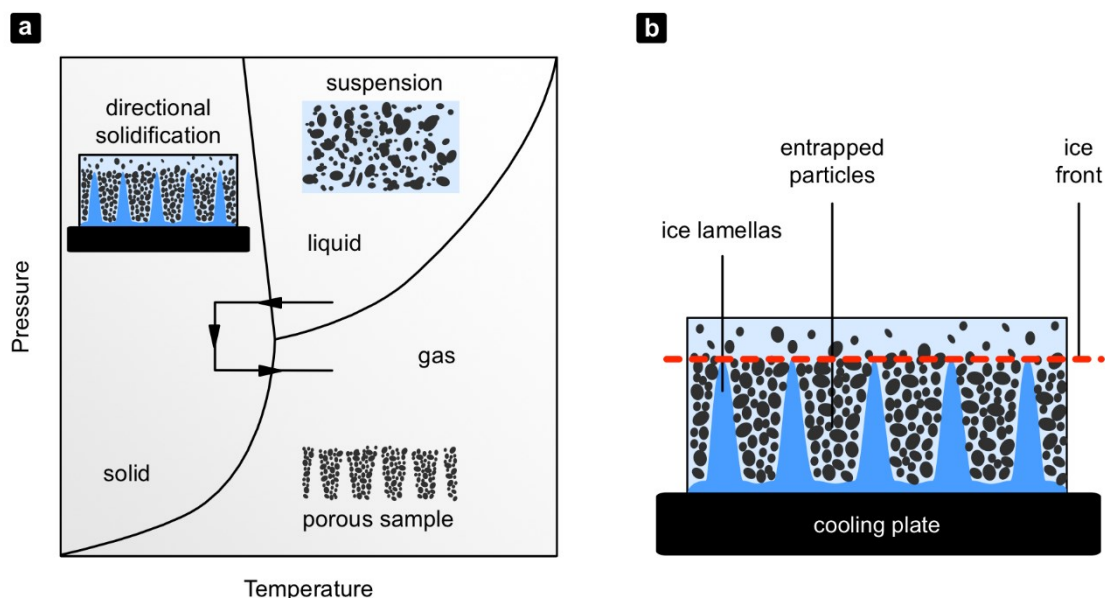 a
directional
solidification
suspension
liquid
gas
solid
porous sample
Pressure
Temperature
b
entrapped
particles
ice
front
ice lamellas
cooling plate